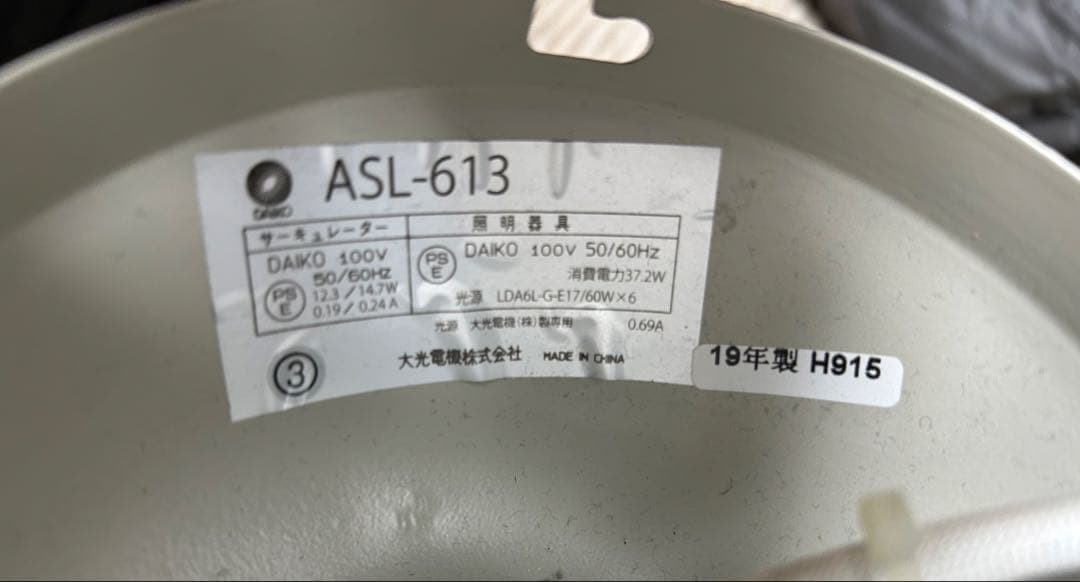 DAIKO
ASL-613
サーキュレーター
DAIKO 100V
50/60Hz
PS E
12.3/14.7W
0.19/0.24A
照明器具
PS E
DAIKO 100V 50/60Hz
消費電力37.2W
光源 LDA6L-G-E17/60W×6
光源 大光電機(株)製専用 0.69A
③ 大光電機株式会社 MADE IN CHINA
19年製 H915